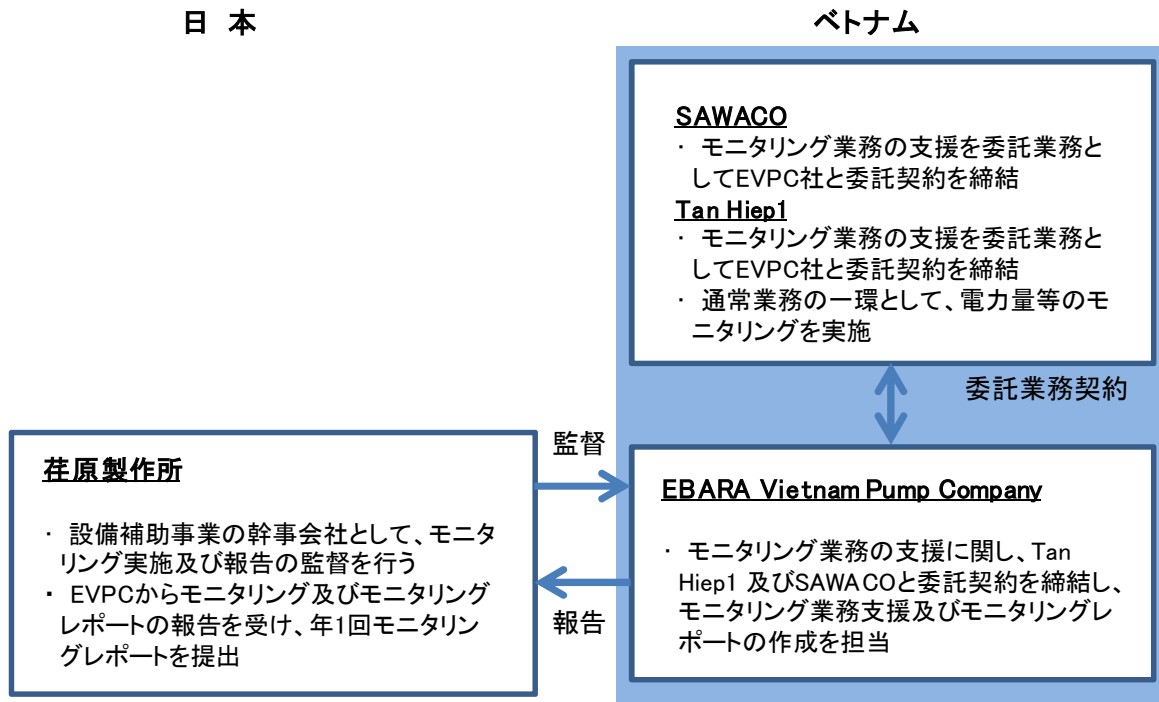 日 本
ベトナム
SAWACO
・ モニタリング業務の支援を委託業務と
してEVPC社と委託契約を締結
Tan Hiep1
・ モニタリング業務の支援を委託業務と
してEVPC社と委託契約を締結
・ 通常業務の一環として、電力量等のモ
ニタリングを実施
委託業務契約
荏原製作所
・ 設備補助事業の幹事会社として、モニタ
リング実施及び報告の監督を行う
・ EVPCからモニタリング及びモニタリング
レポートの報告を受け、年1回モニタリン
グレポートを提出
監督
報告
EBARA Vietnam Pump Company
・ モニタリング業務の支援に関し、Tan
Hiep1 及びSAWACOと委託契約を締結し、
モニタリング業務支援及びモニタリングレ
ポートの作成を担当